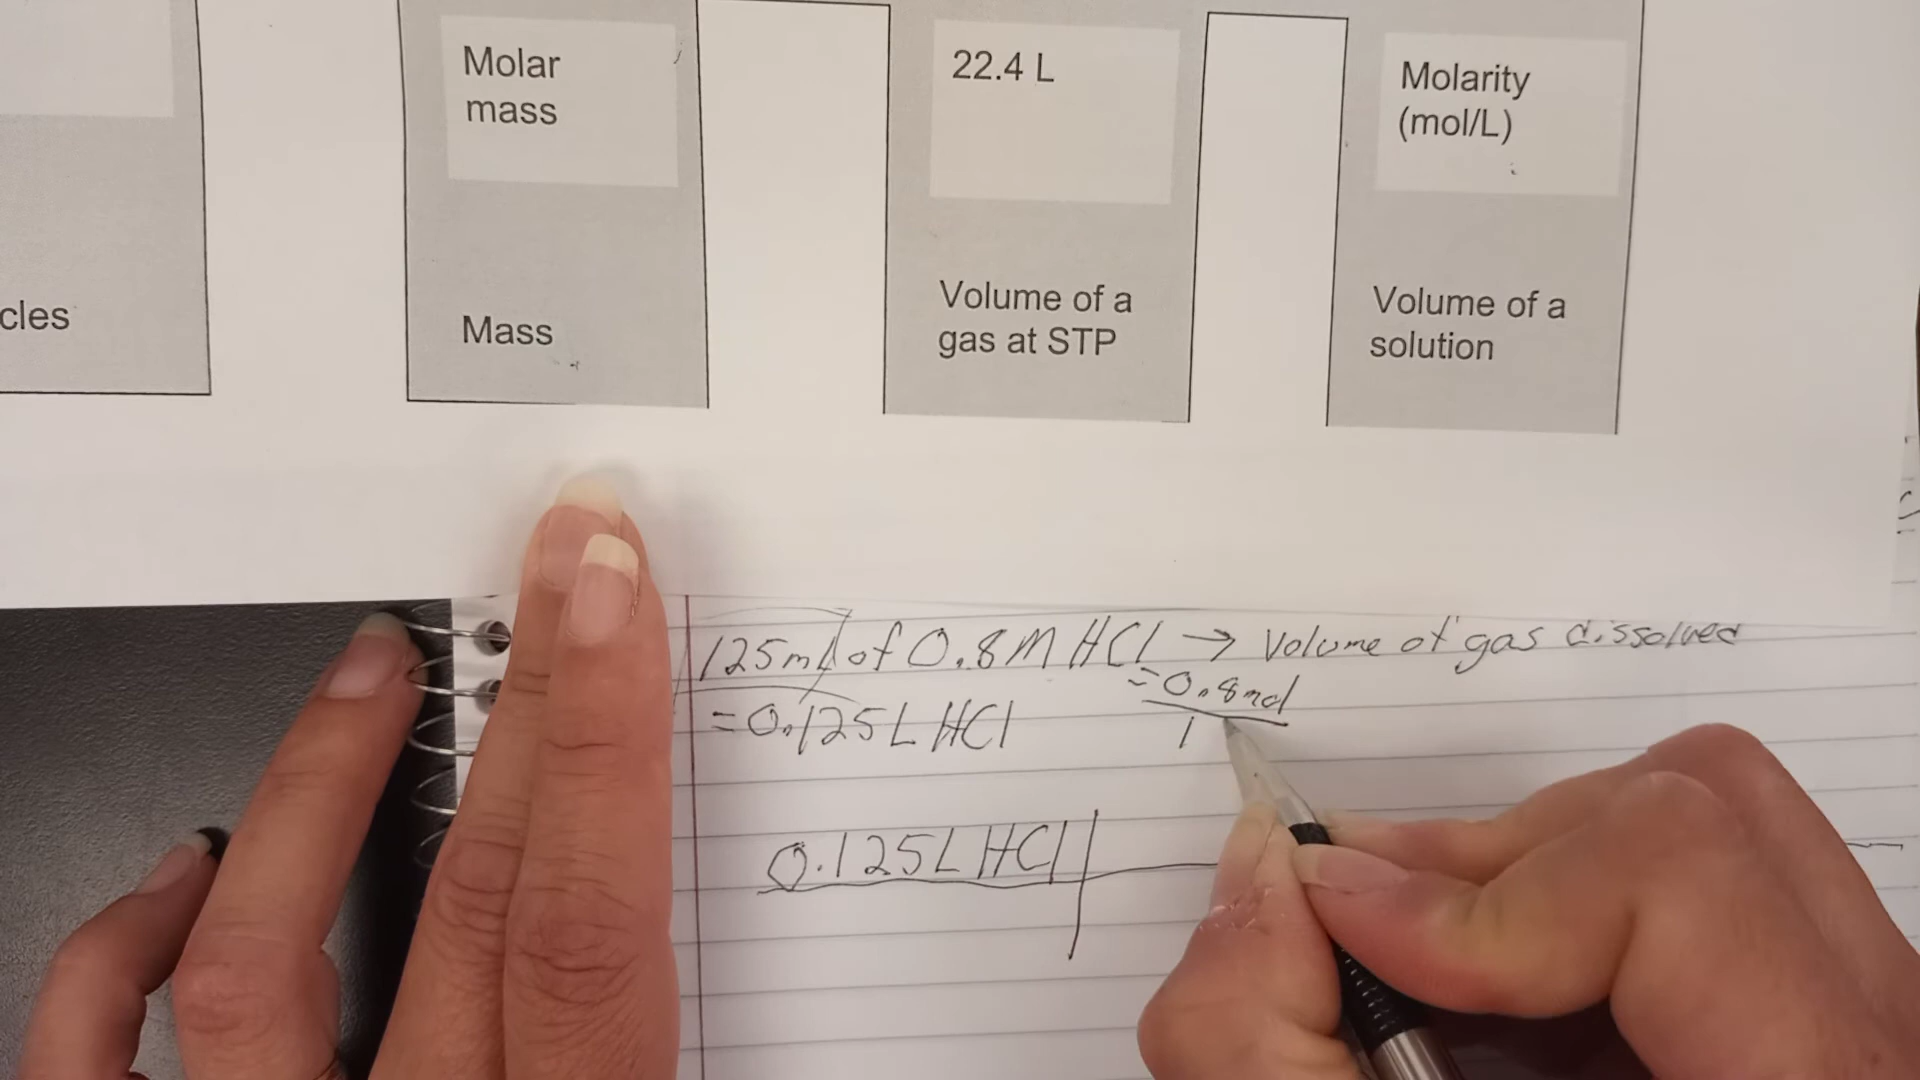 Molar
mass
22.4 L
Molarity
(mol/L)
cles
Mass
Volume of a
gas at STP
Volume of a
solution
125mL of 0.8M HCl → Volume of gas dissolved
= 0.8mol
1
= 0.125L HCl
0.125L HCl